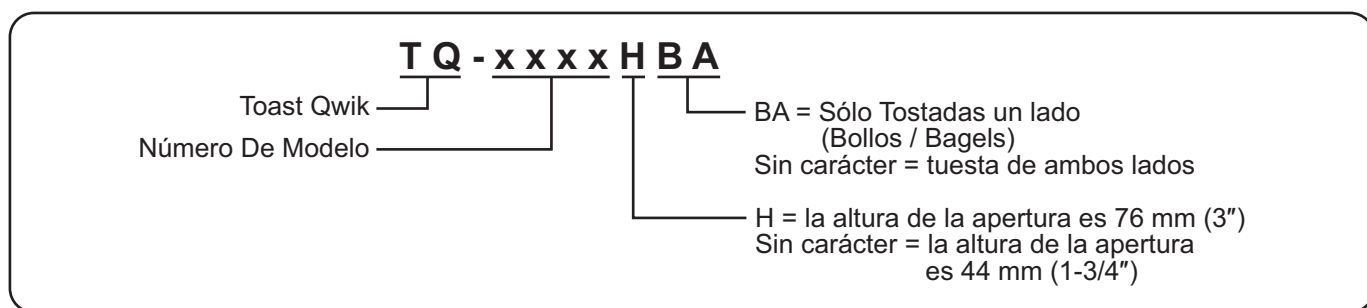 TQ-xxxxHBA
Toast Qwik
Número De Modelo
BA = Sólo Tostadas un lado
(Bollos / Bagels)
Sin carácter = tuesta de ambos lados
H = la altura de la apertura es 76 mm (3″)
Sin carácter = la altura de la apertura
es 44 mm (1-3/4″)